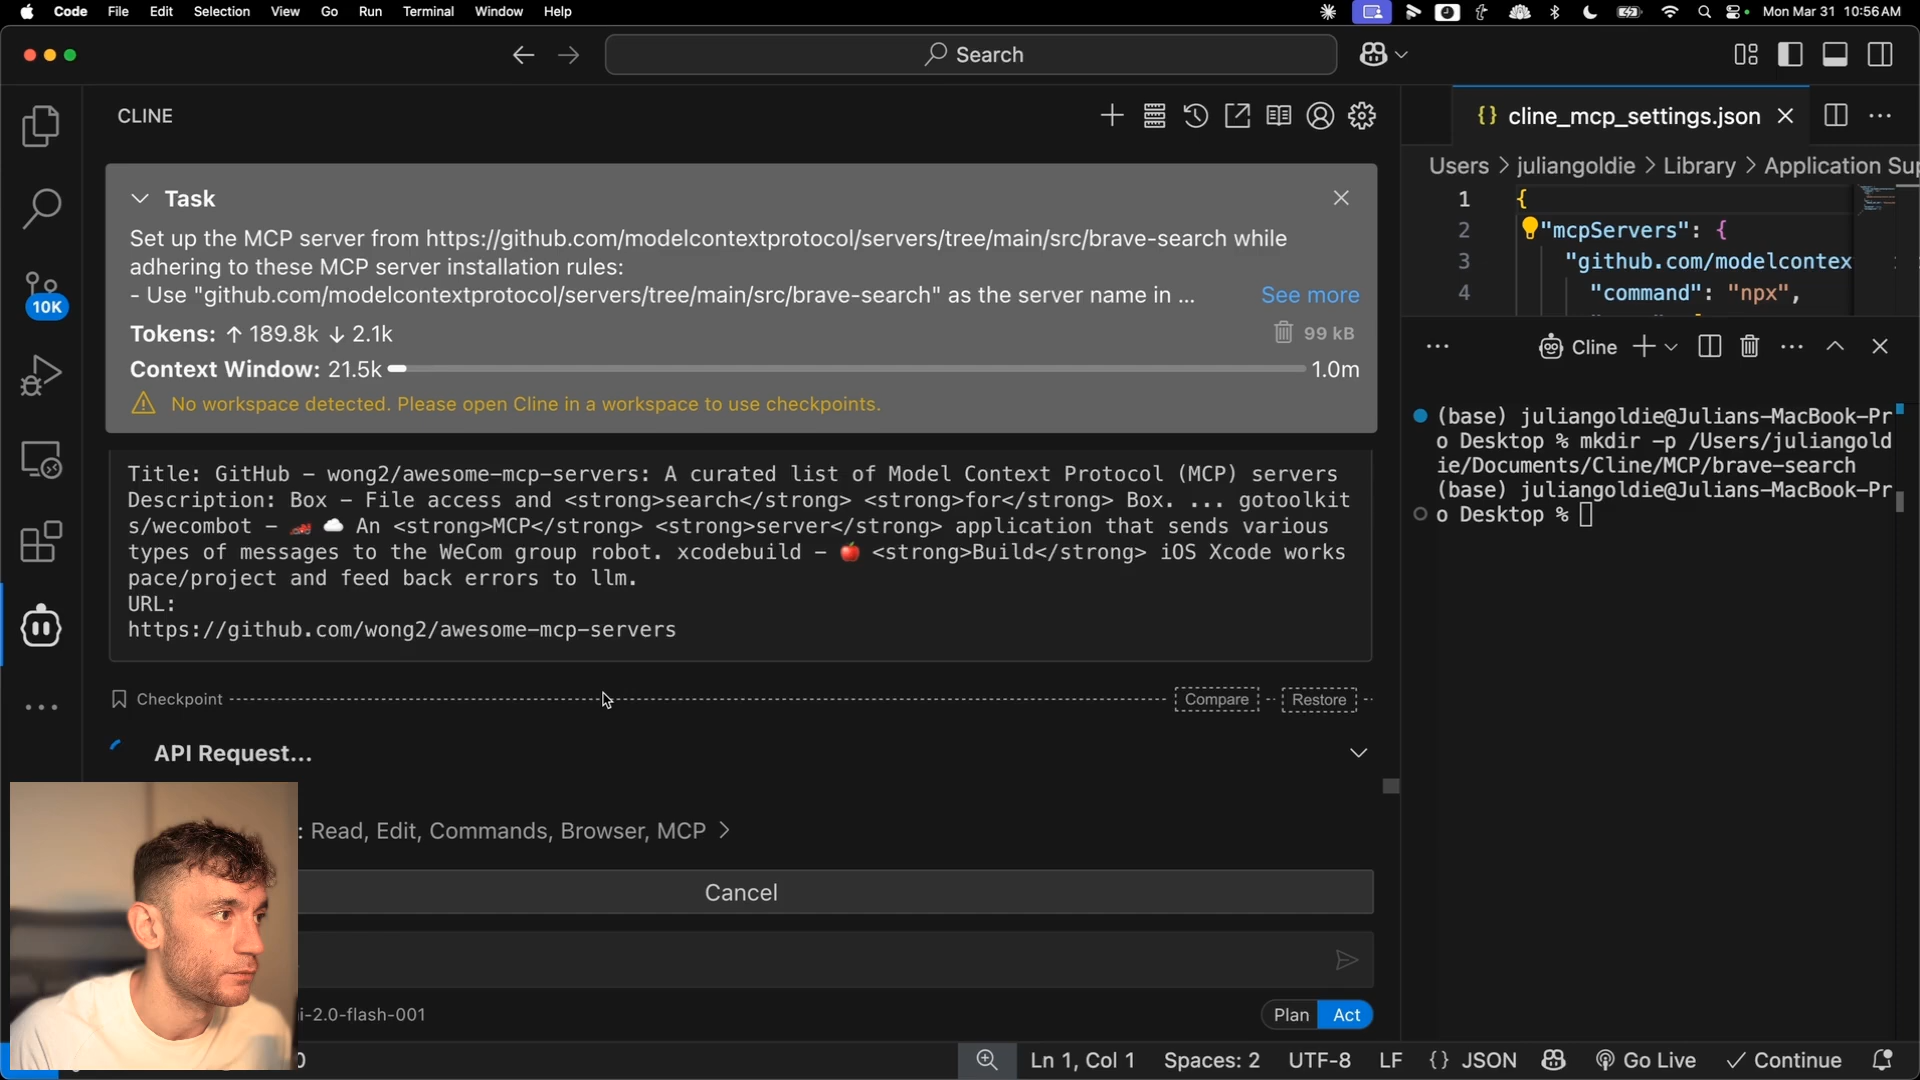 Code File Edit Selection View Go Run Terminal Window Help
Mon Mar 31 10:56 AM
Search
CLINE
cline_mcp_settings.json
Users > juliangoldie > Library > Application Sup
10K
Task
Set up the MCP server from https://github.com/modelcontextprotocol/servers/tree/main/src/brave-search while
adhering to these MCP server installation rules:
- Use "github.com/modelcontextprotocol/servers/tree/main/src/brave-search" as the server name in ...
See more
Tokens: ↑ 189.8k ↓ 2.1k
99 kB
Context Window: 21.5k
1.0m
No workspace detected. Please open Cline in a workspace to use checkpoints.
Title: GitHub - wong2/awesome-mcp-servers: A curated list of Model Context Protocol (MCP) servers
Description: Box - File access and <strong>search</strong> <strong>for</strong> Box. ... gotoolkit
s/wecombot - 🏎️ ☁️ An <strong>MCP</strong> <strong>server</strong> application that sends various
types of messages to the WeCom group robot. xcodebuild - 🍎 <strong>Build</strong> iOS Xcode works
pace/project and feed back errors to llm.
URL:
https://github.com/wong2/awesome-mcp-servers
Checkpoint
Compare
Restore
API Request...
: Read, Edit, Commands, Browser, MCP >
Cancel
i-2.0-flash-001
Plan Act
1 {
2 "mcpServers": {
3 "github.com/modelcontex
4 "command": "npx",
Cline
(base) juliangoldie@Julians-MacBook-Pr
o Desktop % mkdir -p /Users/juliangold
ie/Documents/Cline/MCP/brave-search
(base) juliangoldie@Julians-MacBook-Pr
o Desktop %
Ln 1, Col 1 Spaces: 2 UTF-8 LF {} JSON Go Live ✓ Continue